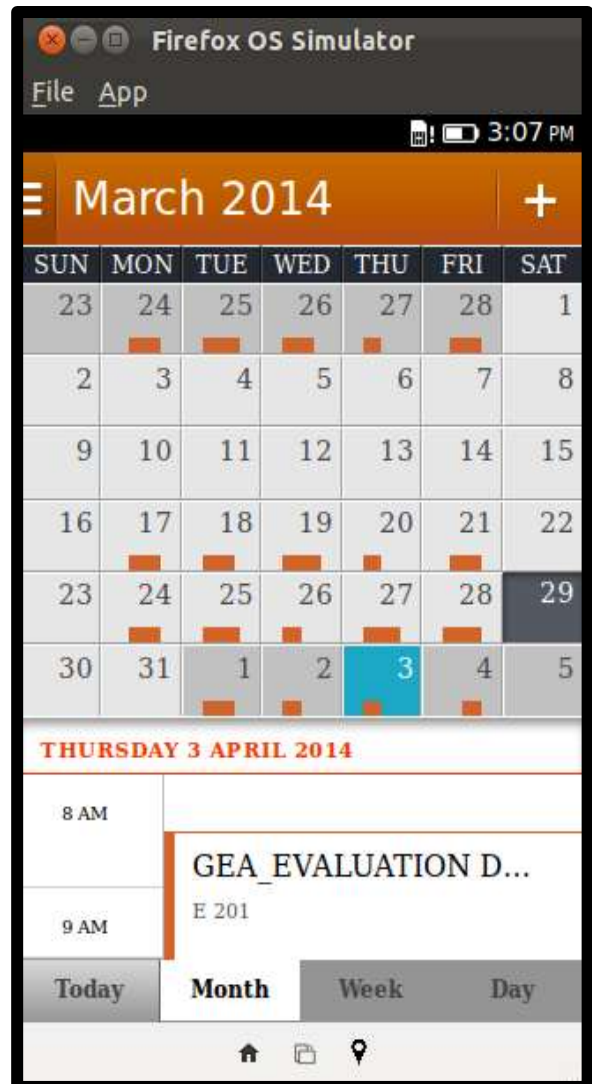 Firefox OS Simulator
File App
3:07 PM
March 2014
SUN MON TUE WED THU FRI SAT
23 24 25 26 27 28 1
2 3 4 5 6 7 8
9 10 11 12 13 14 15
16 17 18 19 20 21 22
23 24 25 26 27 28 29
30 31 1 2 3 4 5
THURSDAY 3 APRIL 2014
8 AM
GEA_EVALUATION D...
E 201
9 AM
Today Month Week Day